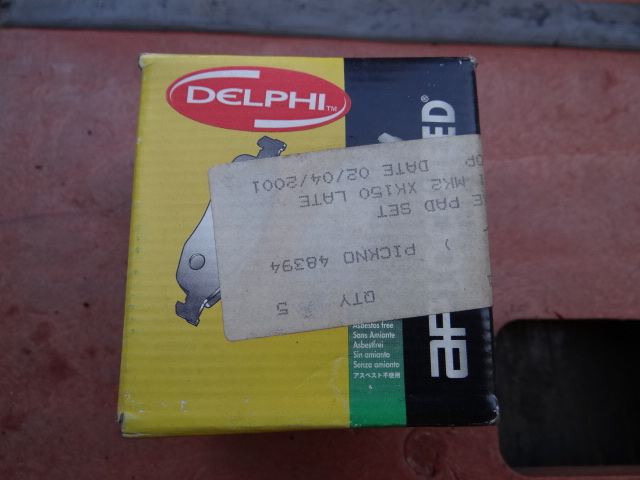 DELPHI™
QTY 5
PICKNO 48394
)
PAD SET
MK2 XK150 LATE
DATE 02/04/2001
Asbestos free
Sans Amiante
Asbestfrei
Sin amianto
Senza amianto
アスベスト不使用